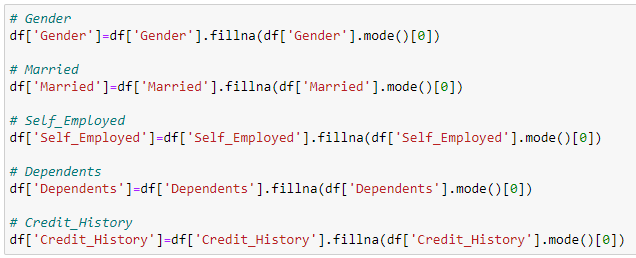 # Gender
df['Gender']=df['Gender'].fillna(df['Gender'].mode()[0])
# Married
df['Married']=df['Married'].fillna(df['Married'].mode()[0])
# Self_Employed
df['Self_Employed']=df['Self_Employed'].fillna(df['Self_Employed'].mode()[0])
# Dependents
df['Dependents']=df['Dependents'].fillna(df['Dependents'].mode()[0])
# Credit_History
df['Credit_History']=df['Credit_History'].fillna(df['Credit_History'].mode()[0])